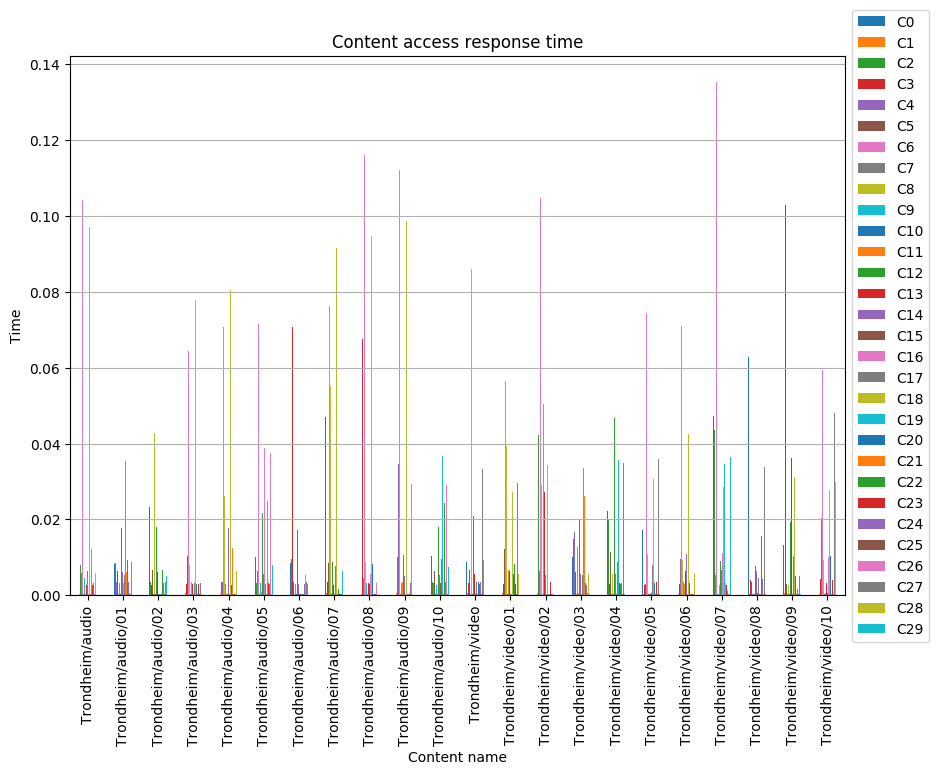 Content access response time
Time
0.14
0.12
0.10
0.08
0.06
0.04
0.02
0.00
Trondheim/audio
Trondheim/audio/01
Trondheim/audio/02
Trondheim/audio/03
Trondheim/audio/04
Trondheim/audio/05
Trondheim/audio/06
Trondheim/audio/07
Trondheim/audio/08
Trondheim/audio/09
Trondheim/audio/10
Trondheim/video
Trondheim/video/01
Trondheim/video/02
Trondheim/video/03
Trondheim/video/04
Trondheim/video/05
Trondheim/video/06
Trondheim/video/07
Trondheim/video/08
Trondheim/video/09
Trondheim/video/10
Content name
C0
C1
C2
C3
C4
C5
C6
C7
C8
C9
C10
C11
C12
C13
C14
C15
C16
C17
C18
C19
C20
C21
C22
C23
C24
C25
C26
C27
C28
C29